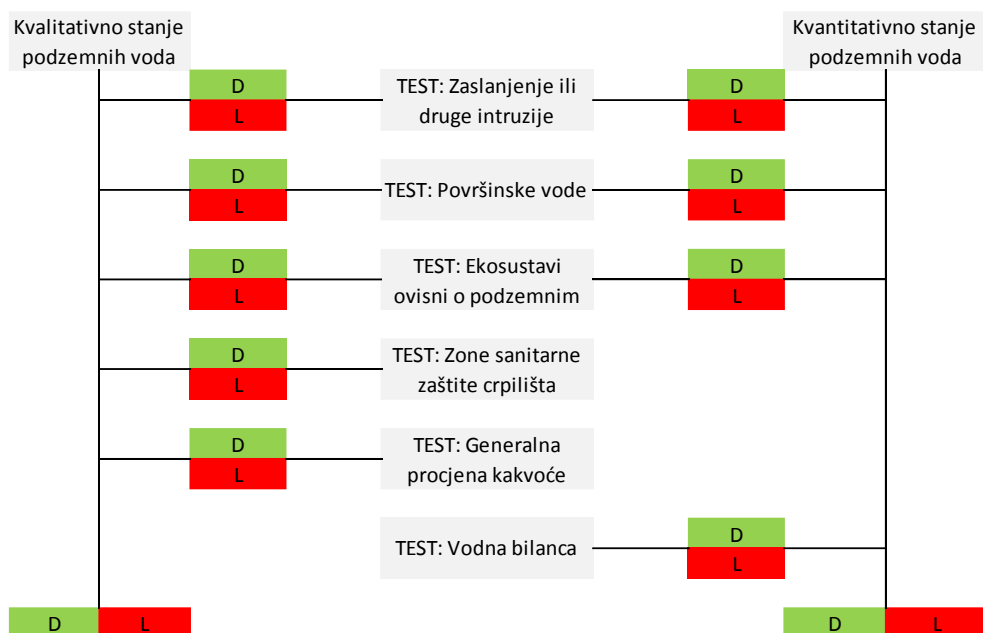 Kvalitativno stanje
podzemnih voda
Kvantitativno stanje
podzemnih voda
D
L
TEST: Zaslanjenje ili
druge intruzije
D
L
D
L
TEST: Površinske vode
D
L
D
L
TEST: Ekosustavi
ovisni o podzemnim
D
L
D
L
TEST: Zone sanitarne
zaštite crpilišta
D
L
TEST: Generalna
procjena kakvoće
TEST: Vodna bilanca
D
L
D L
D L